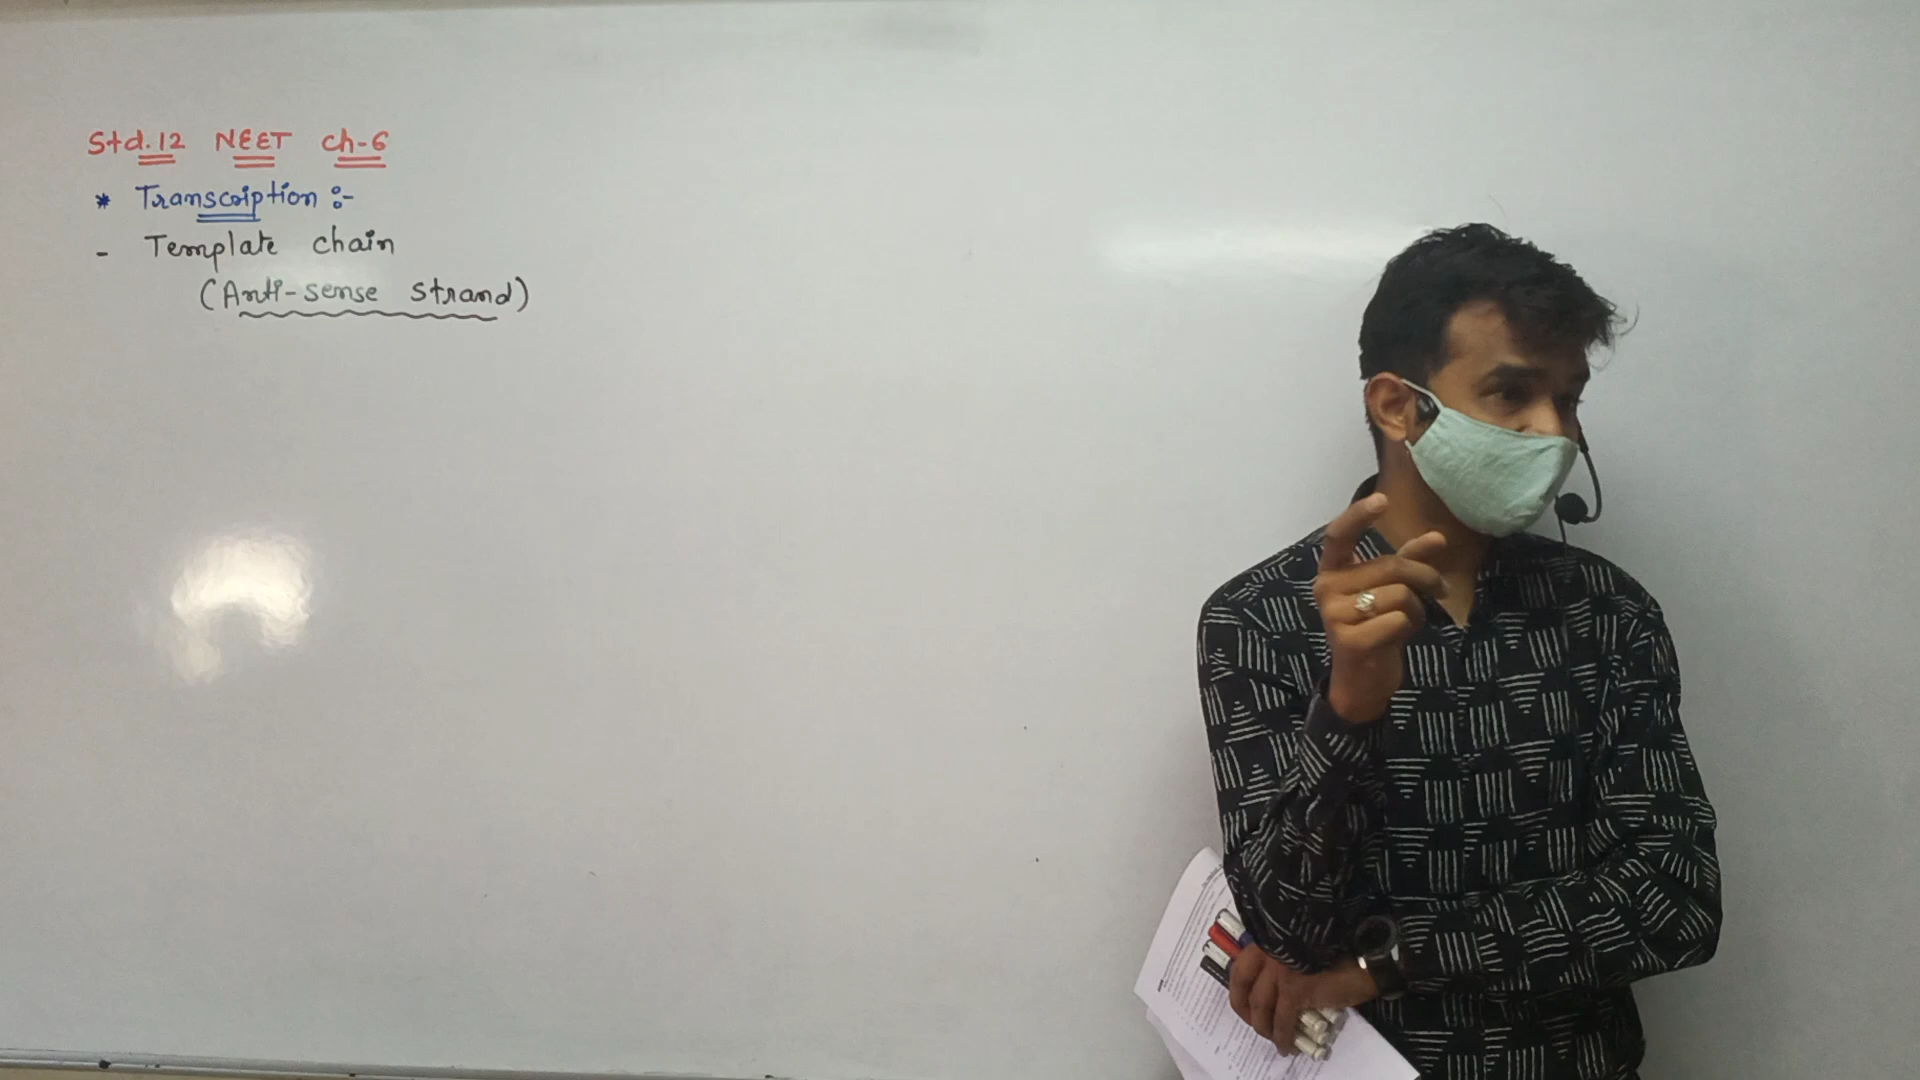 Std.12 NEET Ch-6
* Transcription :-
- Template chain
(Anti-sense strand)